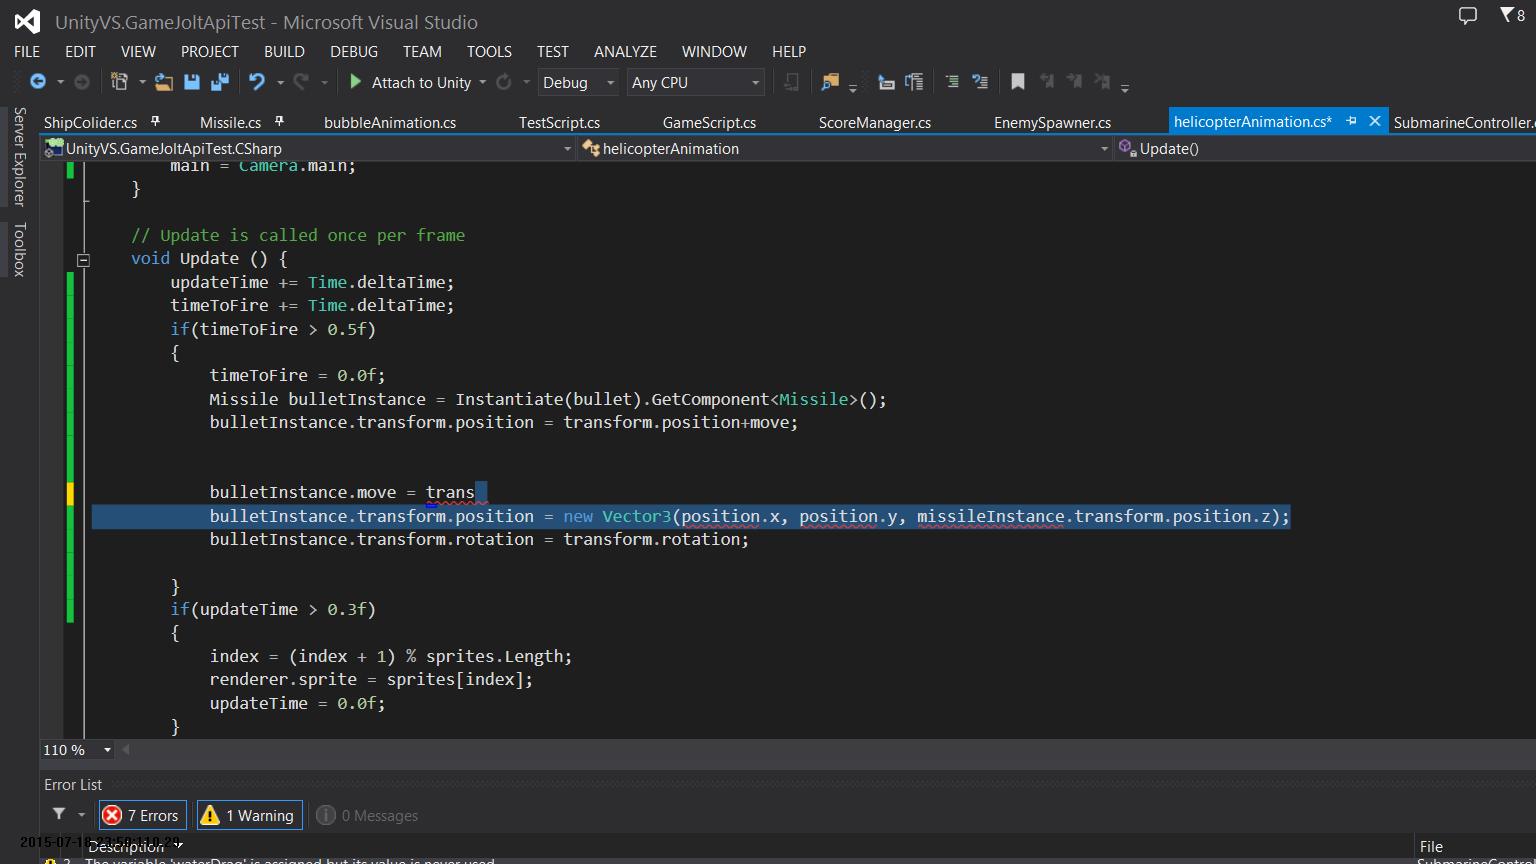 UnityVS.GameJoltApiTest - Microsoft Visual Studio
8
FILE EDIT VIEW PROJECT BUILD DEBUG TEAM TOOLS TEST ANALYZE WINDOW HELP
Attach to Unity Debug Any CPU
Server Explorer
Toolbox
ShipColider.cs Missile.cs bubbleAnimation.cs TestScript.cs GameScript.cs ScoreManager.cs EnemySpawner.cs helicopterAnimation.cs* SubmarineController.
UnityVS.GameJoltApiTest.CSharp helicopterAnimation Update()
main = Camera.main;
}
// Update is called once per frame
void Update () {
updateTime += Time.deltaTime;
timeToFire += Time.deltaTime;
if(timeToFire > 0.5f)
{
timeToFire = 0.0f;
Missile bulletInstance = Instantiate(bullet).GetComponent<Missile>();
bulletInstance.transform.position = transform.position+move;
bulletInstance.move = trans
bulletInstance.transform.position = new Vector3(position.x, position.y, missileInstance.transform.position.z);
bulletInstance.transform.rotation = transform.rotation;
}
if(updateTime > 0.3f)
{
index = (index + 1) % sprites.Length;
renderer.sprite = sprites[index];
updateTime = 0.0f;
}
110 %
Error List
7 Errors 1 Warning 0 Messages
Description File
The variable 'waterDrag' is assigned but its value is never used